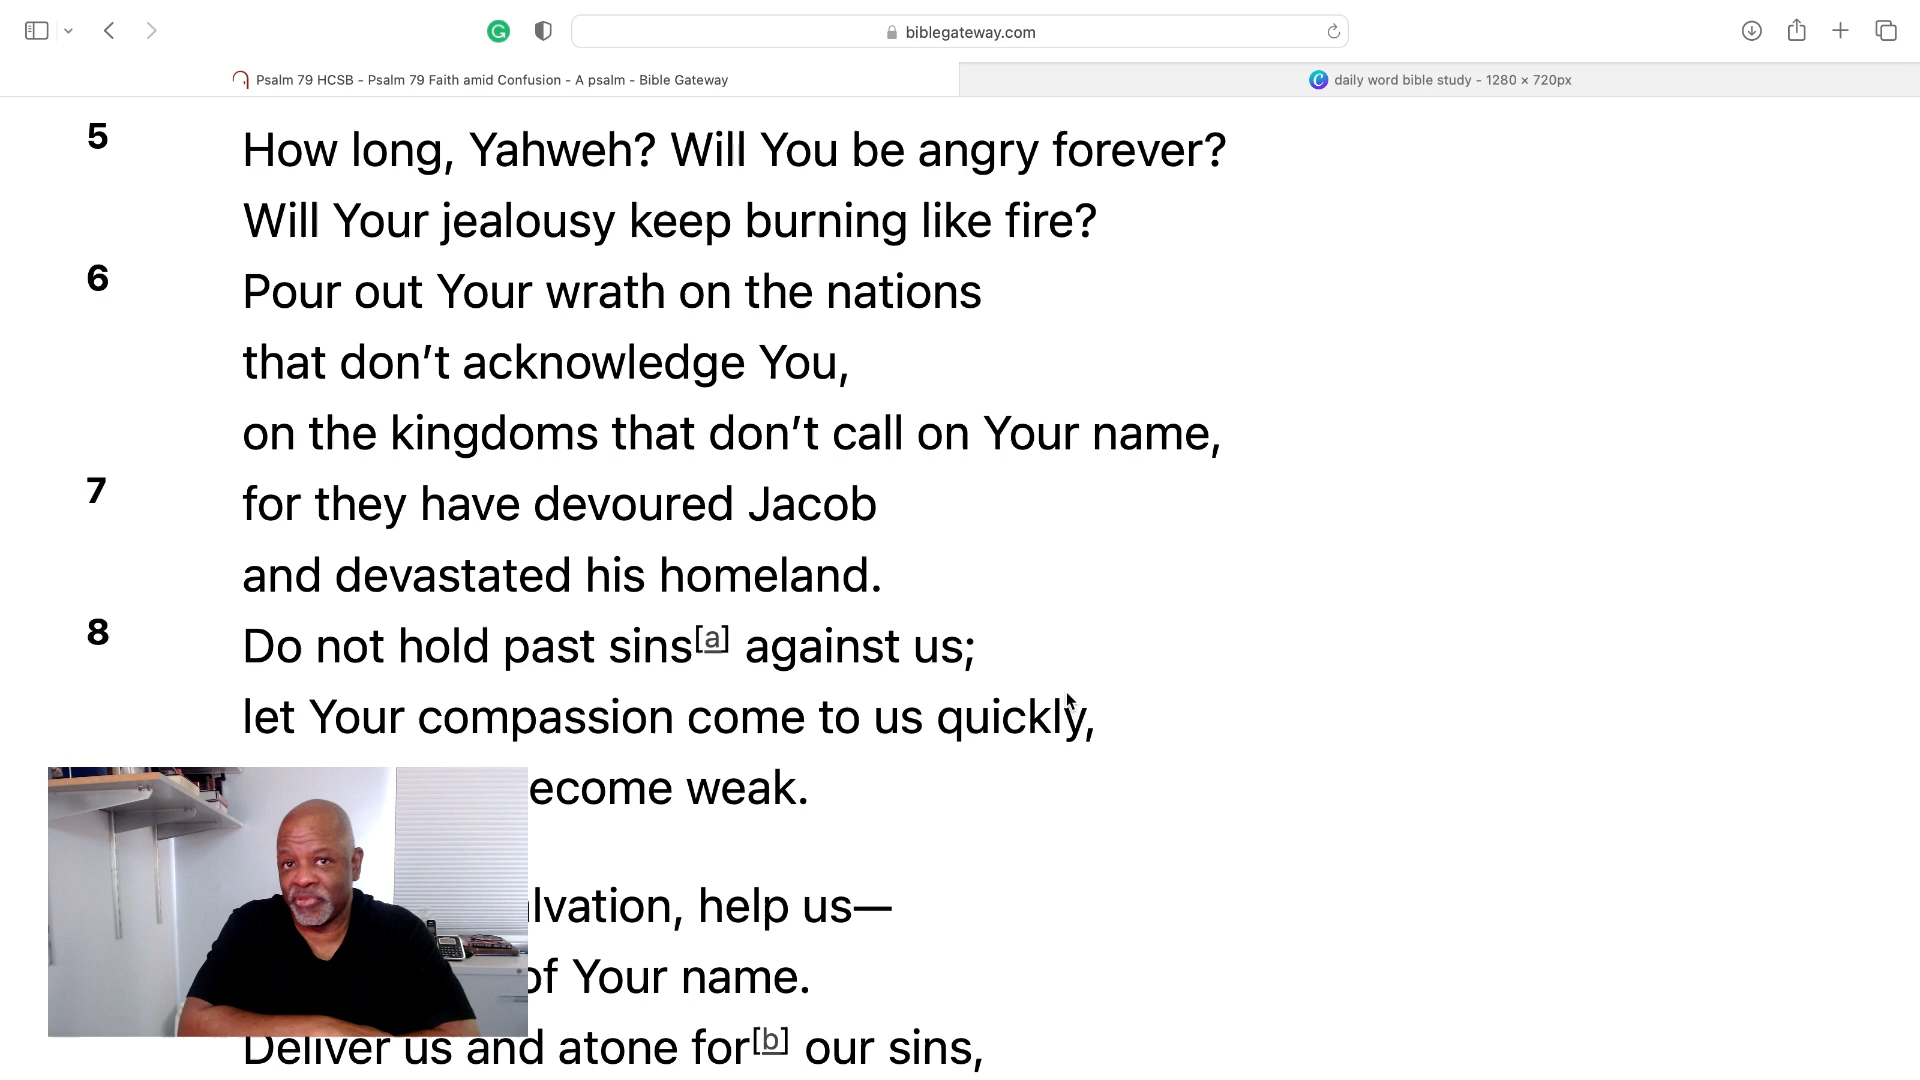 biblegateway.com
Psalm 79 HCSB - Psalm 79 Faith amid Confusion - A psalm - Bible Gateway
daily word bible study - 1280 × 720px
5 How long, Yahweh? Will You be angry forever?
Will Your jealousy keep burning like fire?
6 Pour out Your wrath on the nations
that don’t acknowledge You,
on the kingdoms that don’t call on Your name,
7 for they have devoured Jacob
and devastated his homeland.
8 Do not hold past sins[a] against us;
let Your compassion come to us quickly,
ecome weak.
lvation, help us—
of Your name.
Deliver us and atone for[b] our sins,